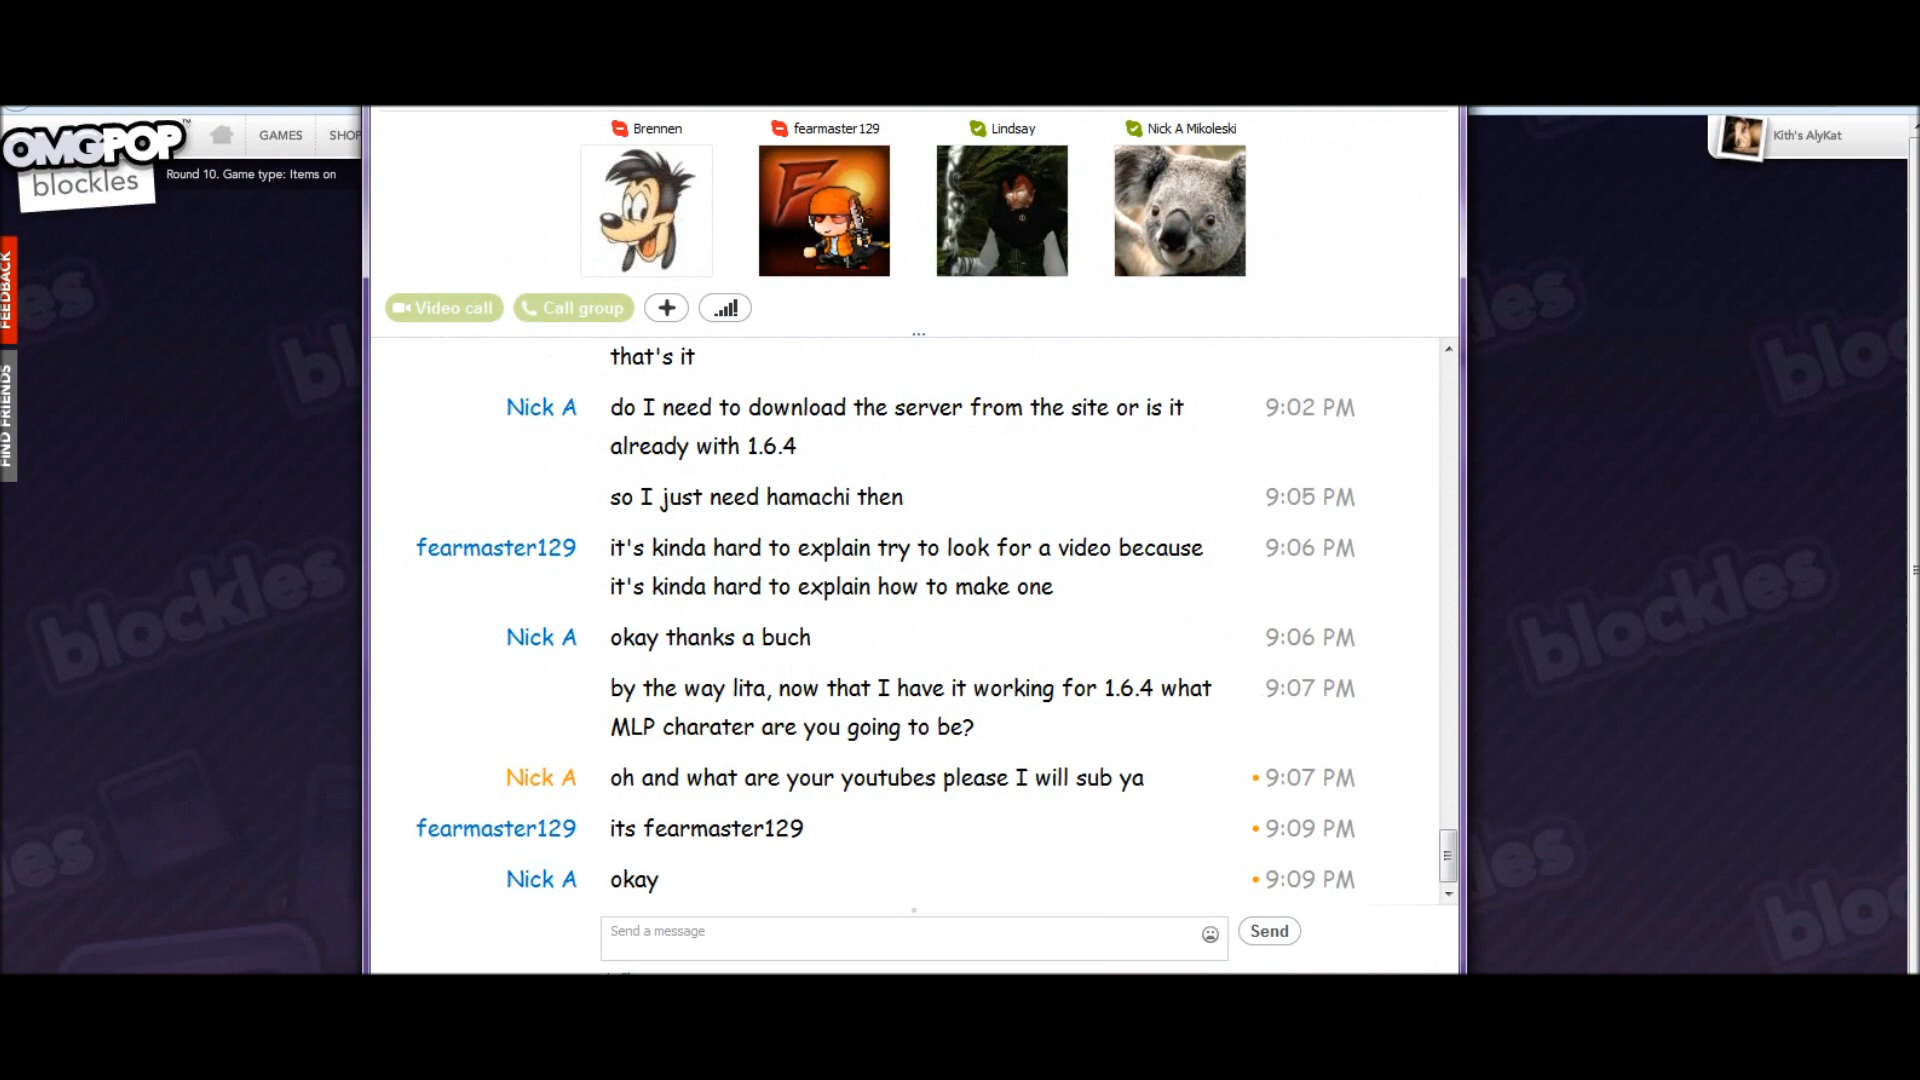 OMGPOP™
blockles
GAMES
SHOP
Round 10. Game type: Items on
FEEDBACK
FIND FRIENDS
Kith's AlyKat
Brennen
fearmaster129
Lindsay
Nick A Mikoleski
F
Video call
Call group
that's it
Nick A do I need to download the server from the site or is it 9:02 PM
already with 1.6.4
so I just need hamachi then 9:05 PM
fearmaster129 it's kinda hard to explain try to look for a video because 9:06 PM
it's kinda hard to explain how to make one
Nick A okay thanks a buch 9:06 PM
by the way lita, now that I have it working for 1.6.4 what 9:07 PM
MLP charater are you going to be?
Nick A oh and what are your youtubes please I will sub ya 9:07 PM
fearmaster129 its fearmaster129 9:09 PM
Nick A okay 9:09 PM
Send a message
Send
blockles
blockles